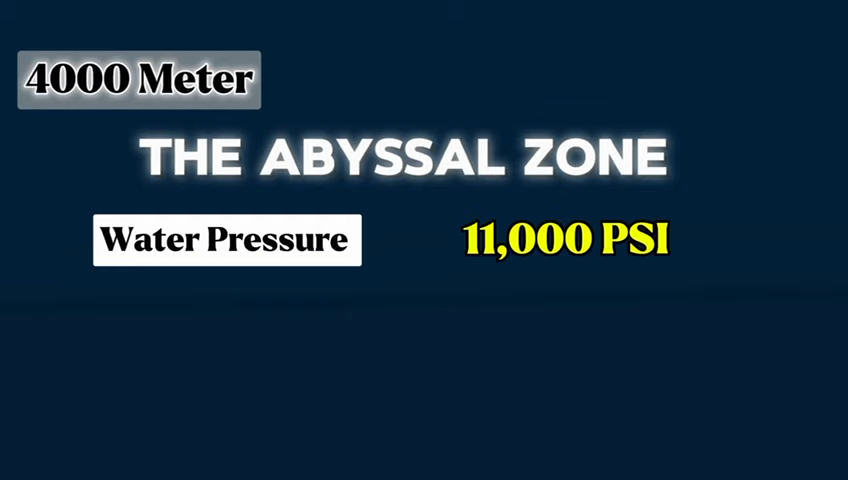 4000 Meter
THE ABYSSAL ZONE
Water Pressure
11,000 PSI